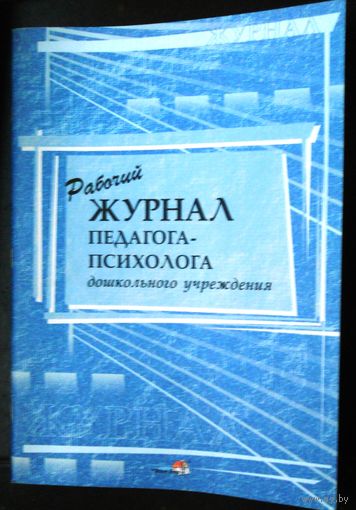 ЖУРНАЛ
Рабочий
ЖУРНАЛ
ПЕДАГОГА-
ПСИХОЛОГА
дошкольного учреждения
ЖУРНАЛ